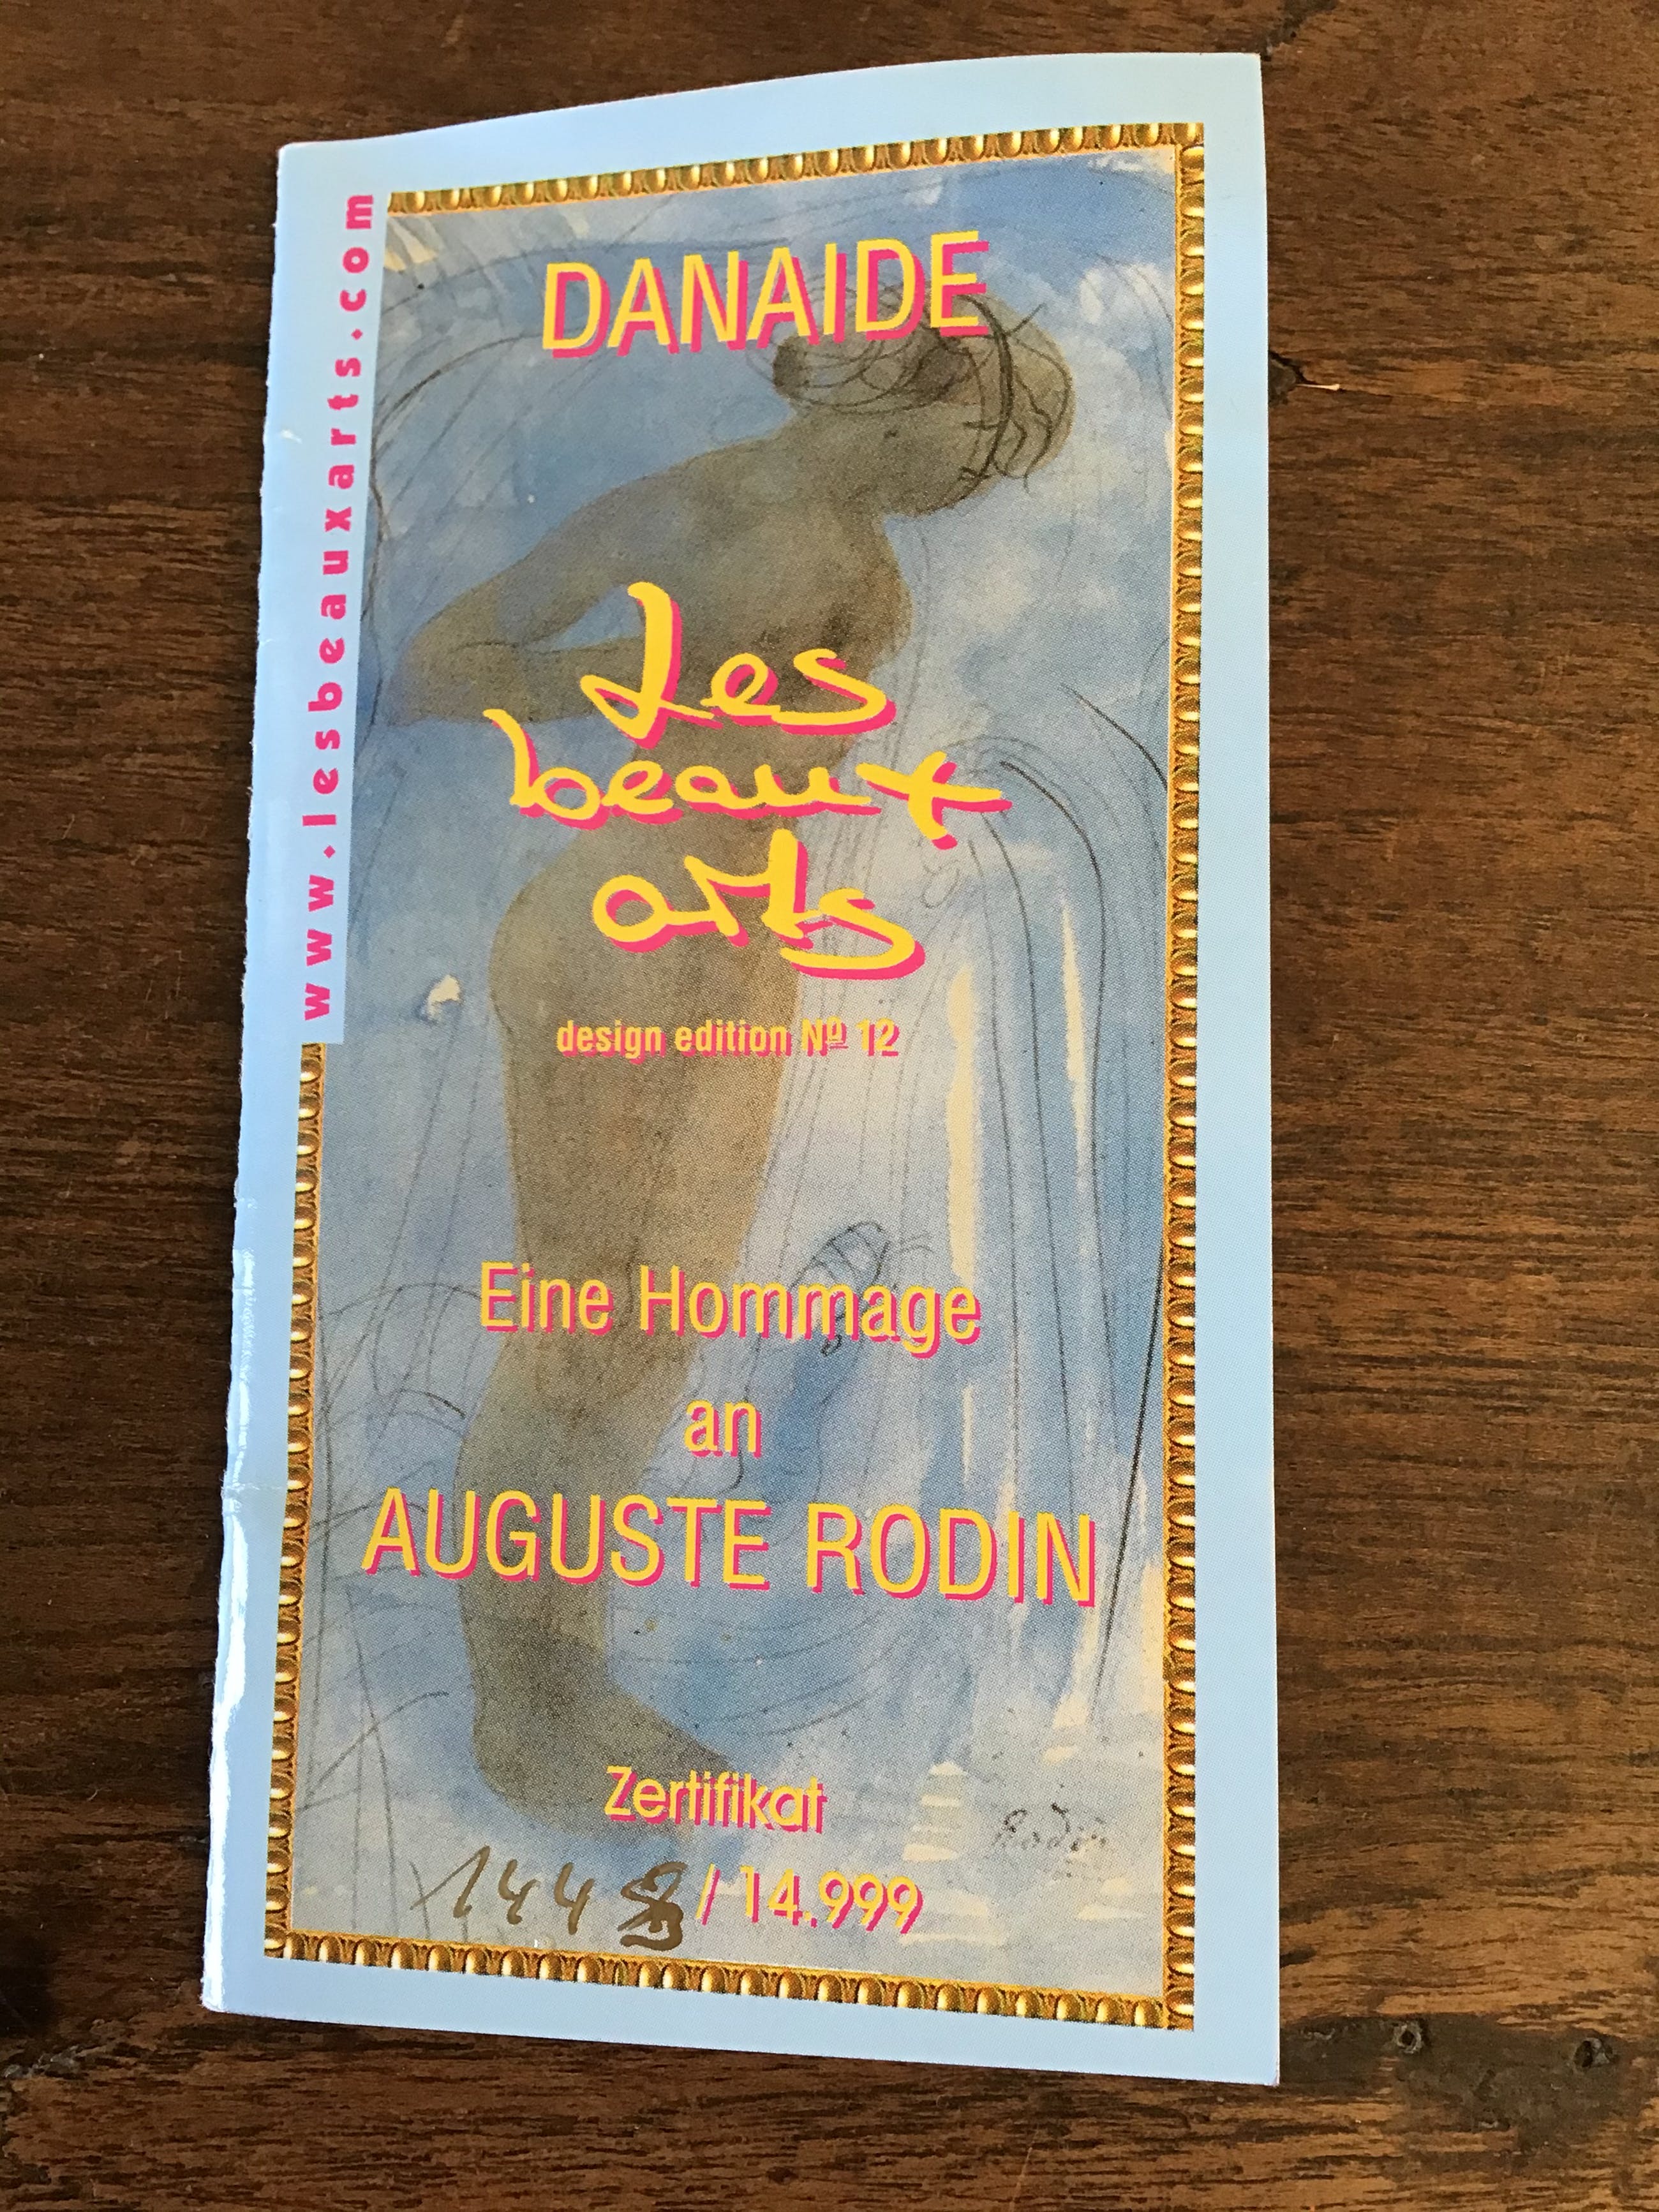 www.lesbeauxarts.com
DANAIDE
Les
beaux
arts
design edition Nº 12
Eine Hommage
an
AUGUSTE RODIN
Zertifikat
Rodin
/ 14.999